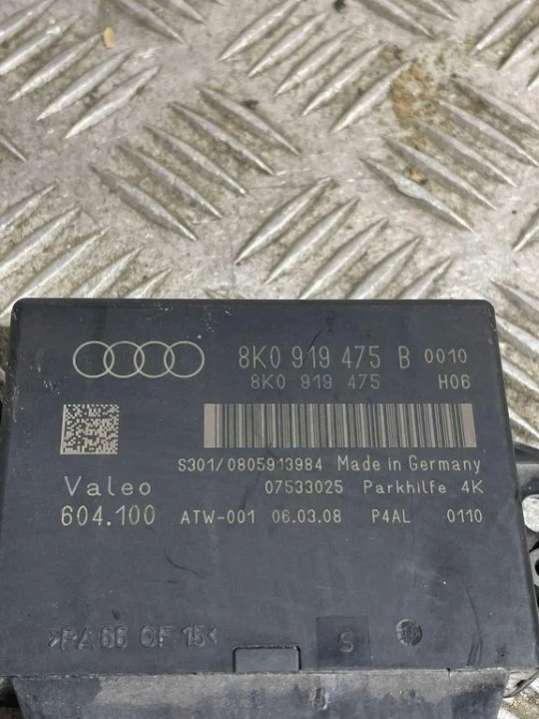 8K0 919 475 B 0010
8K0 919 475 H06
S301/0805913984 Made in Germany
Valeo 07533025 Parkhilfe 4K
604.100 ATW-001 06.03.08 P4AL 0110
>PA 66 GF 15<
S